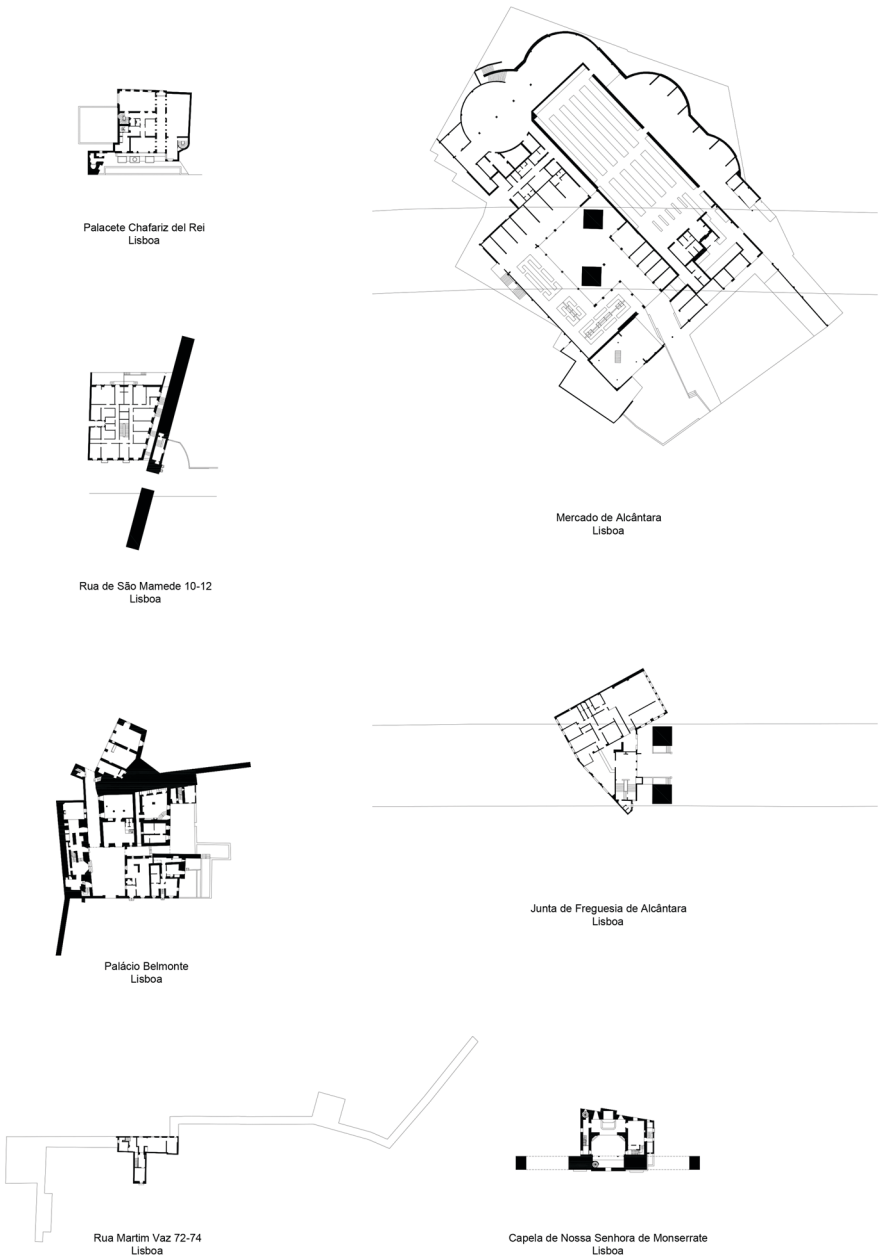 Palacete Chafariz del Rei
Lisboa
Mercado de Alcântara
Lisboa
Rua de São Mamede 10-12
Lisboa
Junta de Freguesia de Alcântara
Lisboa
Palácio Belmonte
Lisboa
Rua Martim Vaz 72-74
Lisboa
Capela de Nossa Senhora de Monserrate
Lisboa